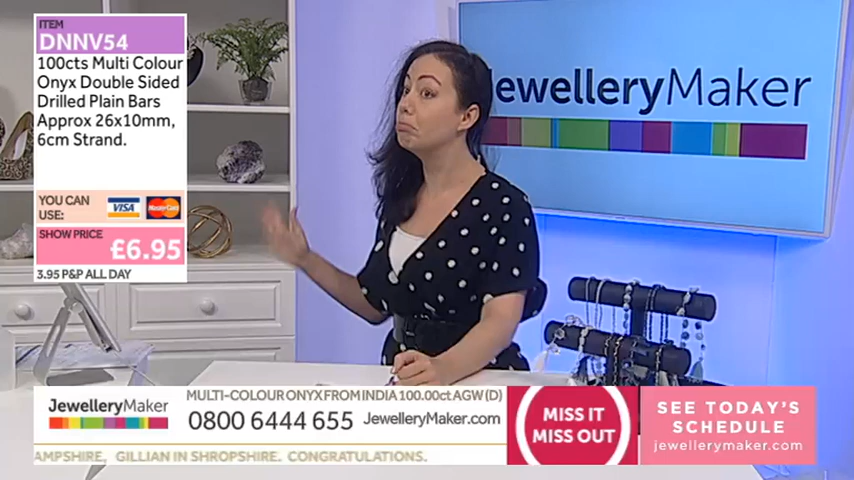 ITEM
DNNV54
100cts Multi Colour
Onyx Double Sided
Drilled Plain Bars
Approx 26x10mm,
6cm Strand.
YOU CAN
USE:
VISA
MasterCard
SHOW PRICE
£6.95
3.95 P&P ALL DAY
JewelleryMaker
JewelleryMaker
MULTI-COLOUR ONYX FROM INDIA 100.00ct AGW (D)
0800 6444 655 JewelleryMaker.com
MISS IT
MISS OUT
SEE TODAY'S
SCHEDULE
jewellerymaker.com
AMPSHIRE, GILLIAN IN SHROPSHIRE. CONGRATULATIONS.